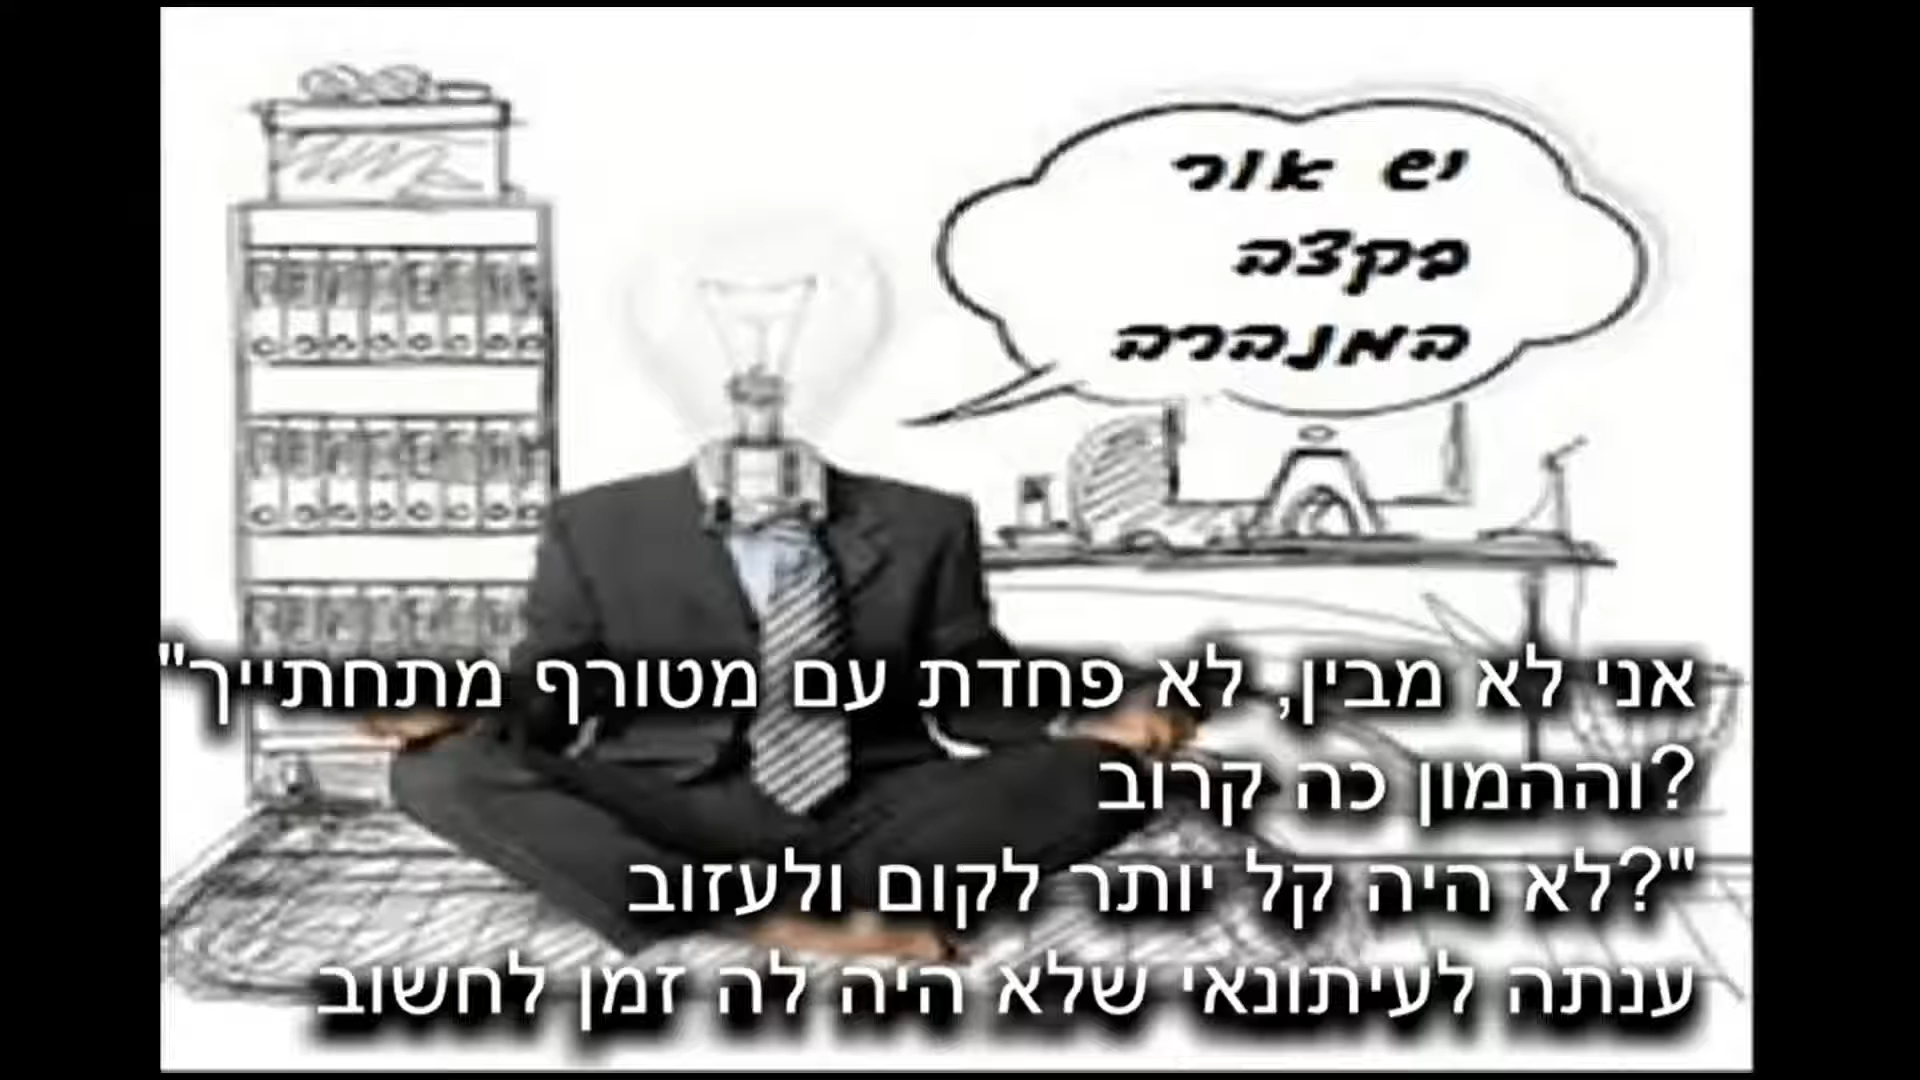 יש אור
בקצה
המנהרה
"אני לא מבין, לא פחדת עם מטורף מתחתייך
והההמון כה קרוב?
לא היה קל יותר לקום ולעזוב?"
ענתה לעיתונאי שלא היה לה זמן לחשוב